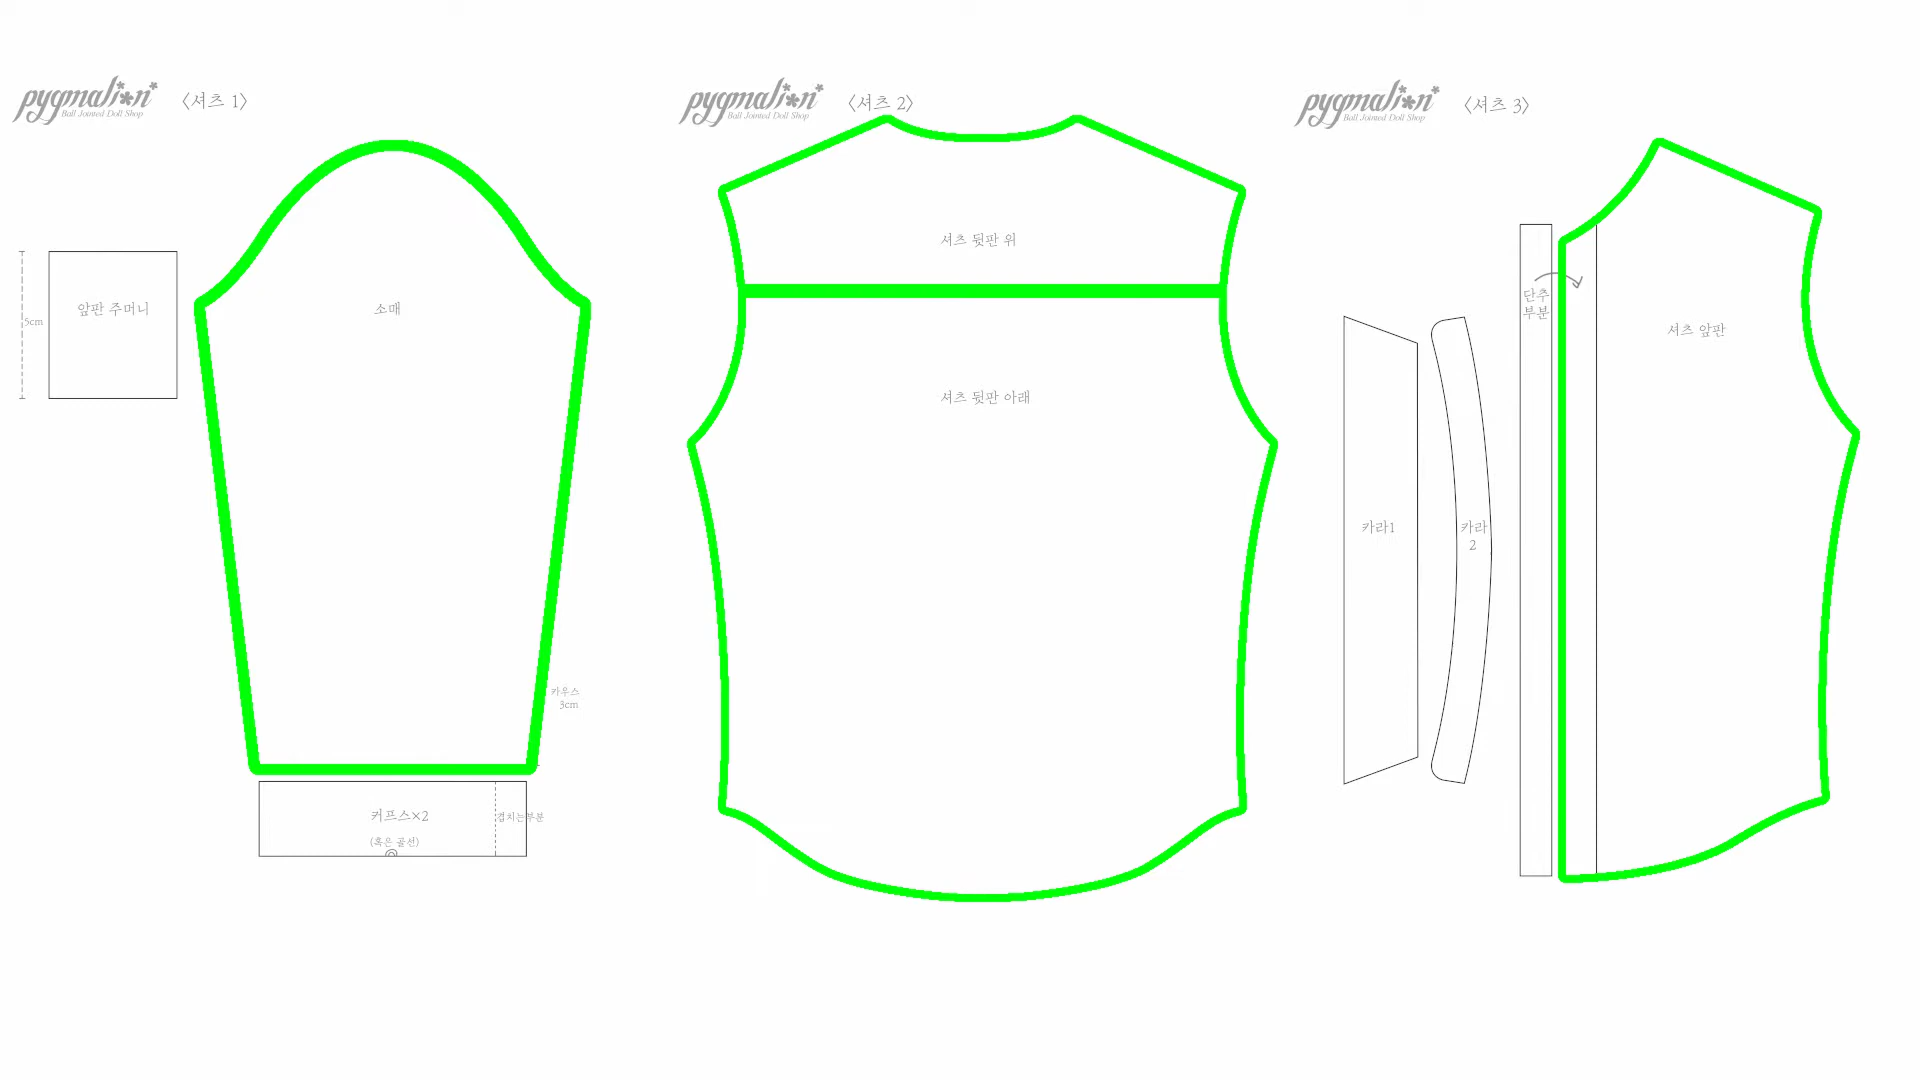 pygmalion
Ball Jointed Doll Shop
〈셔츠 1〉
앞판 주머니
5cm
소매
카우스
3cm
커프스×2
(혹은 골선)
겹치는부분
pygmalion
Ball Jointed Doll Shop
〈셔츠 2〉
셔츠 뒷판 위
셔츠 뒷판 아래
pygmalion
Ball Jointed Doll Shop
〈셔츠 3〉
단추
부분
셔츠 앞판
카라1
카라
2